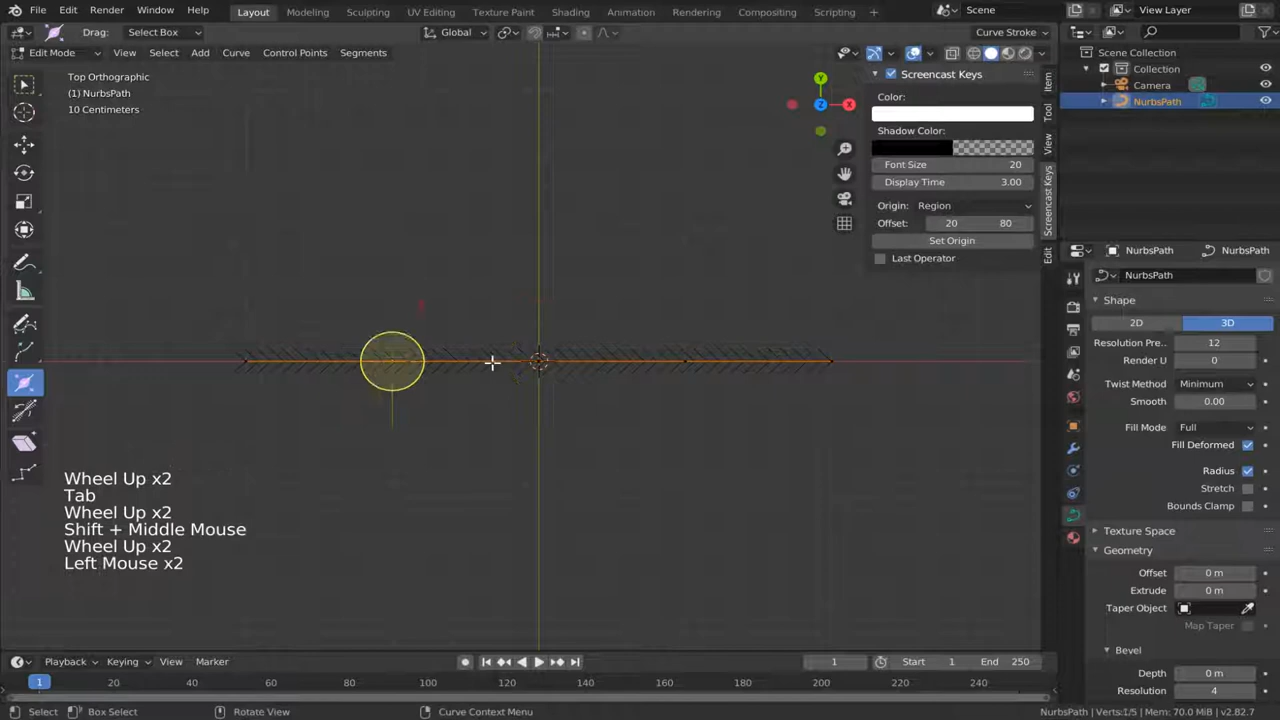 File Edit Render Window Help Layout Modeling Sculpting UV Editing Texture Paint Shading Animation Rendering Compositing Scripting + Scene View Layer
Drag: Select Box Global Curve Stroke
Edit Mode View Select Add Curve Control Points Segments
Top Orthographic
(1) NurbsPath
10 Centimeters
Y
Z
X
Screencast Keys
Color:
Shadow Color:
Font Size 20
Display Time 3.00
Origin: Region
Offset: 20 80
Set Origin
Last Operator
Item
Tool
View
Screencast Keys
Edit
Scene Collection
Collection
Camera
NurbsPath
NurbsPath NurbsPath
NurbsPath
Shape
2D 3D
Resolution Pre... 12
Render U 0
Twist Method Minimum
Smooth 0.00
Fill Mode Full
Fill Deformed
Radius
Stretch
Bounds Clamp
Texture Space
Geometry
Offset 0 m
Extrude 0 m
Taper Object
Map Taper
Bevel
Depth 0 m
Resolution 4
Wheel Up x2
Tab
Wheel Up x2
Shift + Middle Mouse
Wheel Up x2
Left Mouse x2
Playback Keying View Marker 1 Start 1 End 250
1 20 40 60 80 100 120 140 160 180 200 220 240
Select Box Select Rotate View Curve Context Menu NurbsPath | Verts:1/5 | Mem: 70.0 MiB | v2.82.7